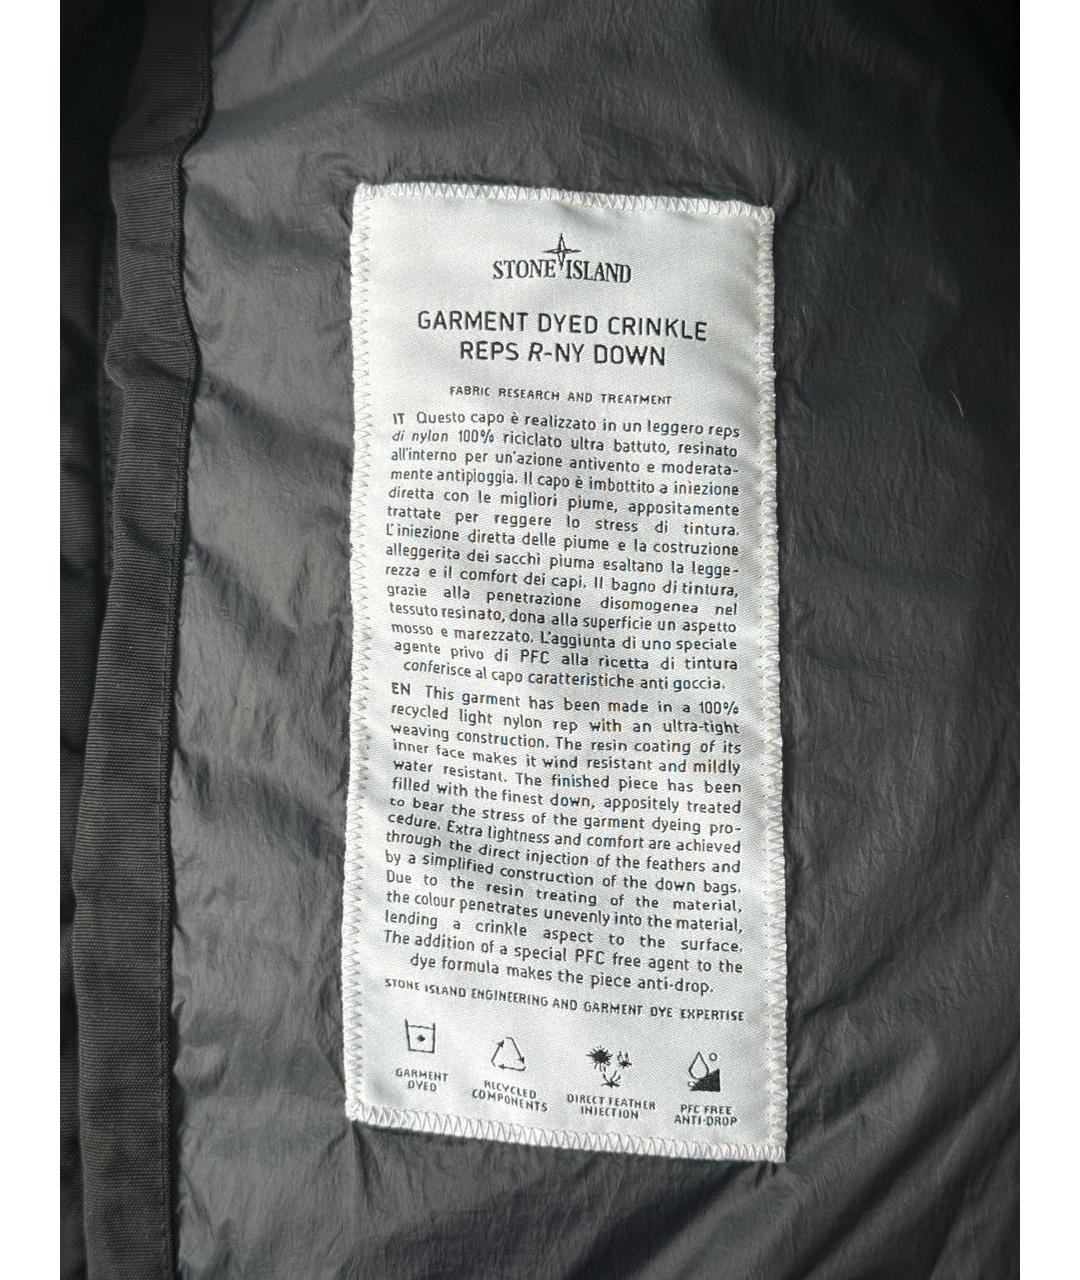 STONE ISLAND
GARMENT DYED CRINKLE
REPS R-NY DOWN
FABRIC RESEARCH AND TREATMENT
IT Questo capo è realizzato in un leggero reps
di nylon 100% riciclato ultra battuto, resinato
all'interno per un'azione antivento e moderata-
mente antipioggia. Il capo è imbottito a iniezione
diretta con le migliori piume, appositamente
trattate per reggere lo stress di tintura.
L'iniezione diretta delle piume e la costruzione
alleggerita dei sacchi piuma esaltano la legge-
rezza e il comfort dei capi. Il bagno di tintura,
grazie alla penetrazione disomogenea nel
tessuto resinato, dona alla superficie un aspetto
mosso e marezzato. L'aggiunta di uno speciale
agente privo di PFC alla ricetta di tintura
conferisce al capo caratteristiche anti goccia.
EN This garment has been made in a 100%
recycled light nylon rep with an ultra-tight
weaving construction. The resin coating of its
inner face makes it wind resistant and mildly
water resistant. The finished piece has been
filled with the finest down, appositely treated
to bear the stress of the garment dyeing pro-
cedure. Extra lightness and comfort are achieved
through the direct injection of the feathers and
by a simplified construction of the down bags.
Due to the resin treating of the material,
the colour penetrates unevenly into the material,
lending a crinkle aspect to the surface.
The addition of a special PFC free agent to the
dye formula makes the piece anti-drop.
STONE ISLAND ENGINEERING AND GARMENT DYE EXPERTISE
GARMENT
DYED
RECYCLED
COMPONENTS
DIRECT FEATHER
INJECTION
PFC FREE
ANTI-DROP